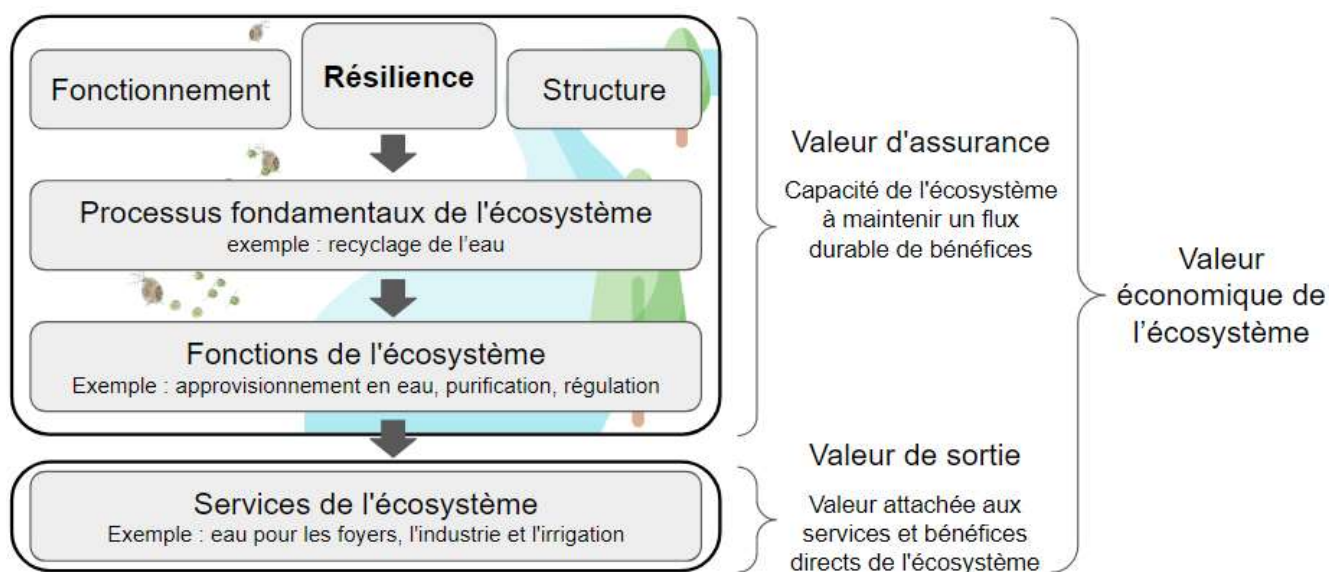 Fonctionnement
Résilience
Structure
Processus fondamentaux de l'écosystème
exemple : recyclage de l’eau
Fonctions de l'écosystème
Exemple : approvisionnement en eau, purification, régulation
Services de l'écosystème
Exemple : eau pour les foyers, l'industrie et l'irrigation
Valeur d'assurance
Capacité de l'écosystème
à maintenir un flux
durable de bénéfices
Valeur de sortie
Valeur attachée aux
services et bénéfices
directs de l'écosystème
Valeur
économique de
l’écosystème